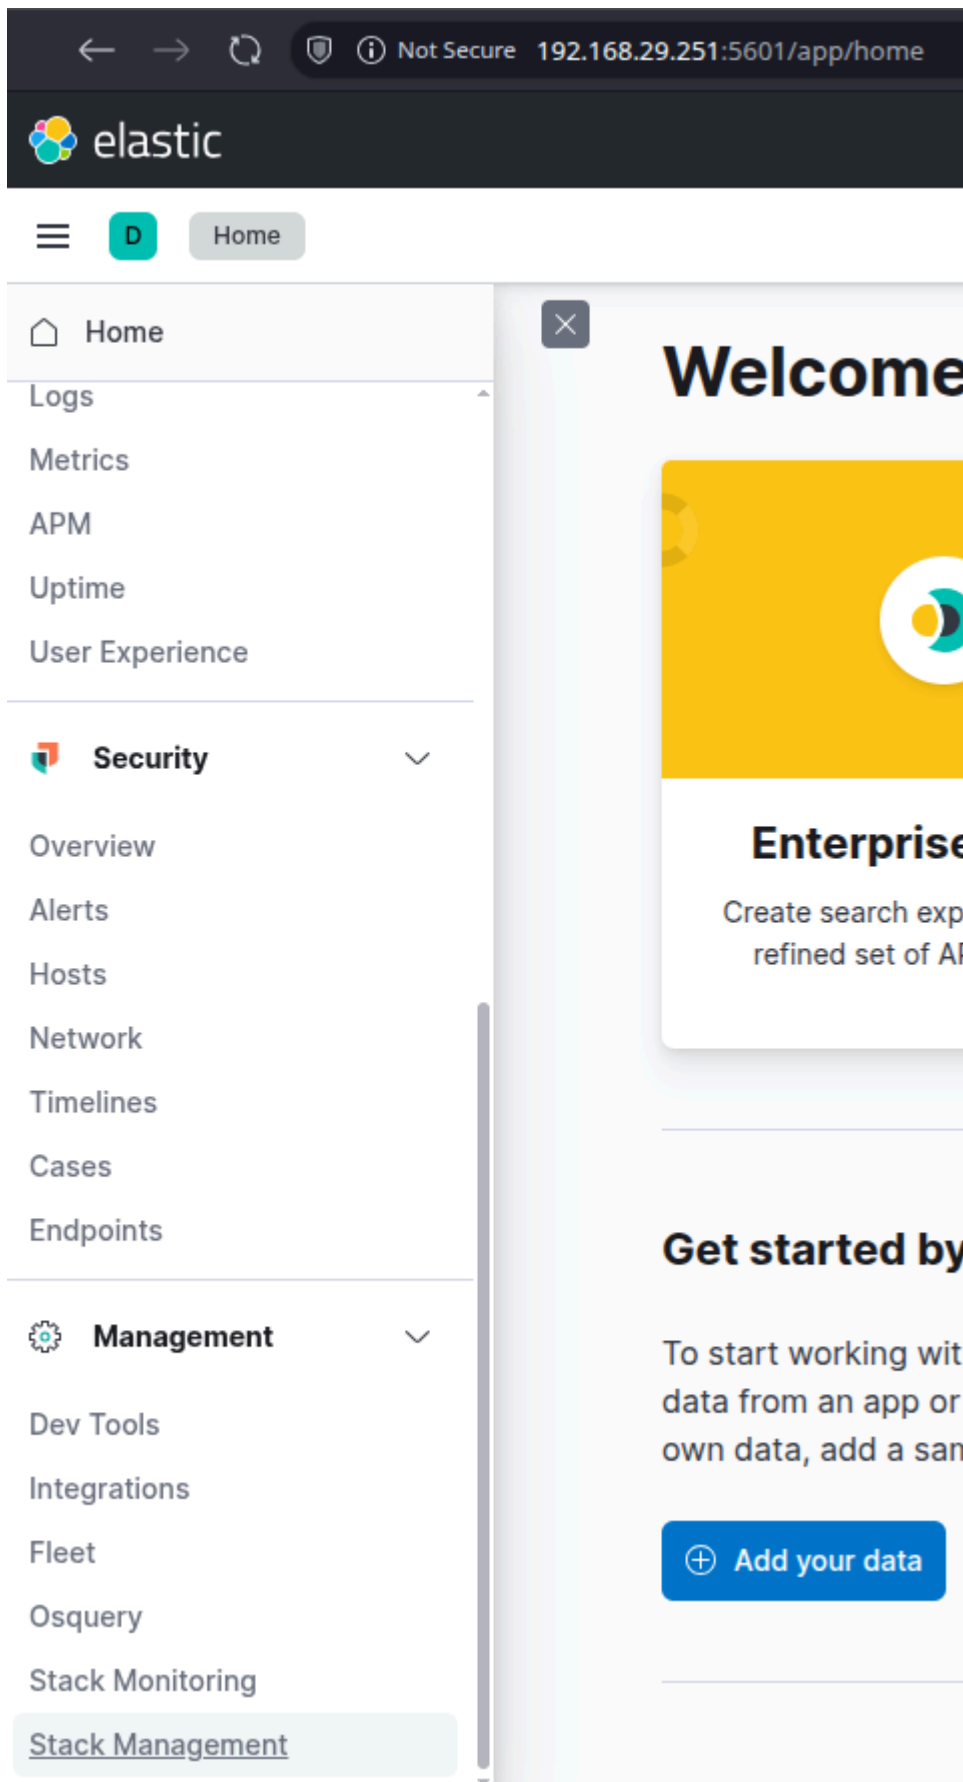 Not Secure 192.168.29.251:5601/app/home
elastic
D Home
Home
Logs
Metrics
APM
Uptime
User Experience
Security
Overview
Alerts
Hosts
Network
Timelines
Cases
Endpoints
Management
Dev Tools
Integrations
Fleet
Osquery
Stack Monitoring
Stack Management
Welcome
Enterprise
Create search exp
refined set of AP
Get started by
To start working wit
data from an app or
own data, add a sam
Add your data